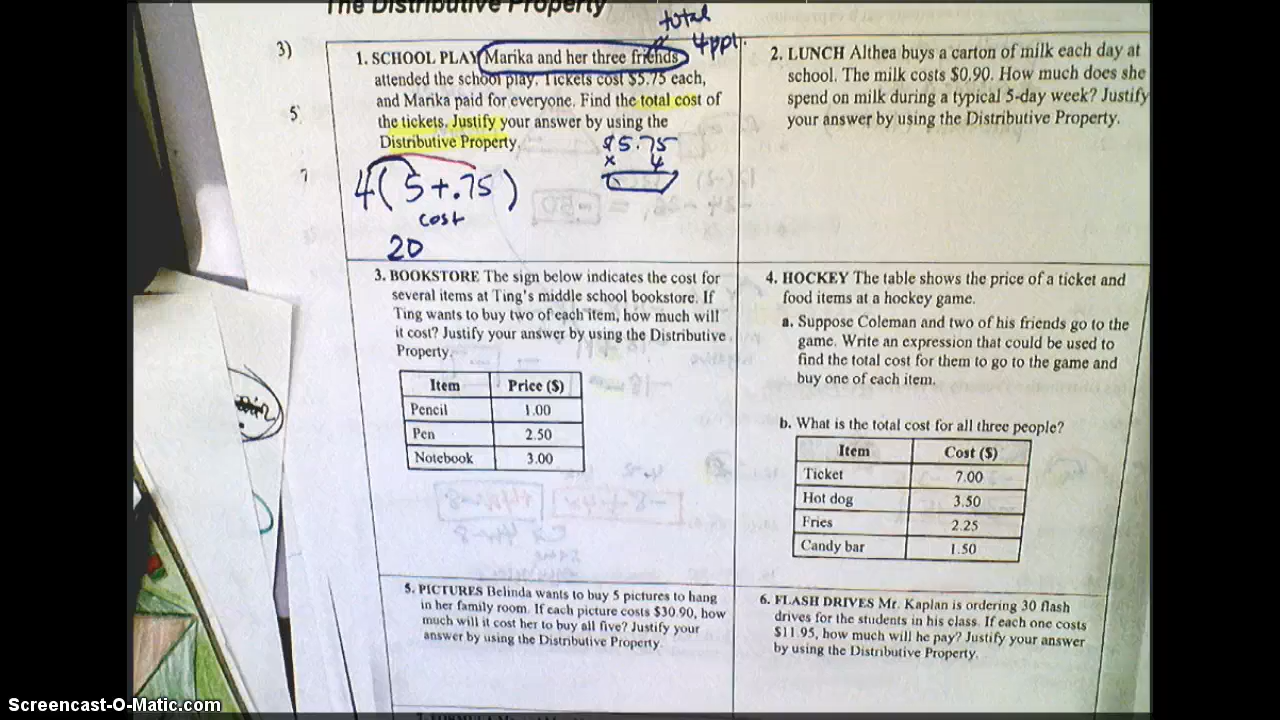 The Distributive Property
total
4ppl.
3)
1. SCHOOL PLAY Marika and her three friends
attended the school play. Tickets cost $5.75 each,
and Marika paid for everyone. Find the total cost of
the tickets. Justify your answer by using the
Distributive Property.
5
7
$5.75
x 4
4( 5+.75 )
cost
20
2. LUNCH Althea buys a carton of milk each day at
school. The milk costs $0.90. How much does she
spend on milk during a typical 5-day week? Justify
your answer by using the Distributive Property.
3. BOOKSTORE The sign below indicates the cost for
several items at Ting's middle school bookstore. If
Ting wants to buy two of each item, how much will
it cost? Justify your answer by using the Distributive
Property.
Item Price ($)
Pencil 1.00
Pen 2.50
Notebook 3.00
4. HOCKEY The table shows the price of a ticket and
food items at a hockey game.
a. Suppose Coleman and two of his friends go to the
game. Write an expression that could be used to
find the total cost for them to go to the game and
buy one of each item.
b. What is the total cost for all three people?
Item Cost ($)
Ticket 7.00
Hot dog 3.50
Fries 2.25
Candy bar 1.50
5. PICTURES Belinda wants to buy 5 pictures to hang
in her family room. If each picture costs $30.90, how
much will it cost her to buy all five? Justify your
answer by using the Distributive Property.
6. FLASH DRIVES Mr. Kaplan is ordering 30 flash
drives for the students in his class. If each one costs
$11.95, how much will he pay? Justify your answer
by using the Distributive Property.
Screencast-O-Matic.com